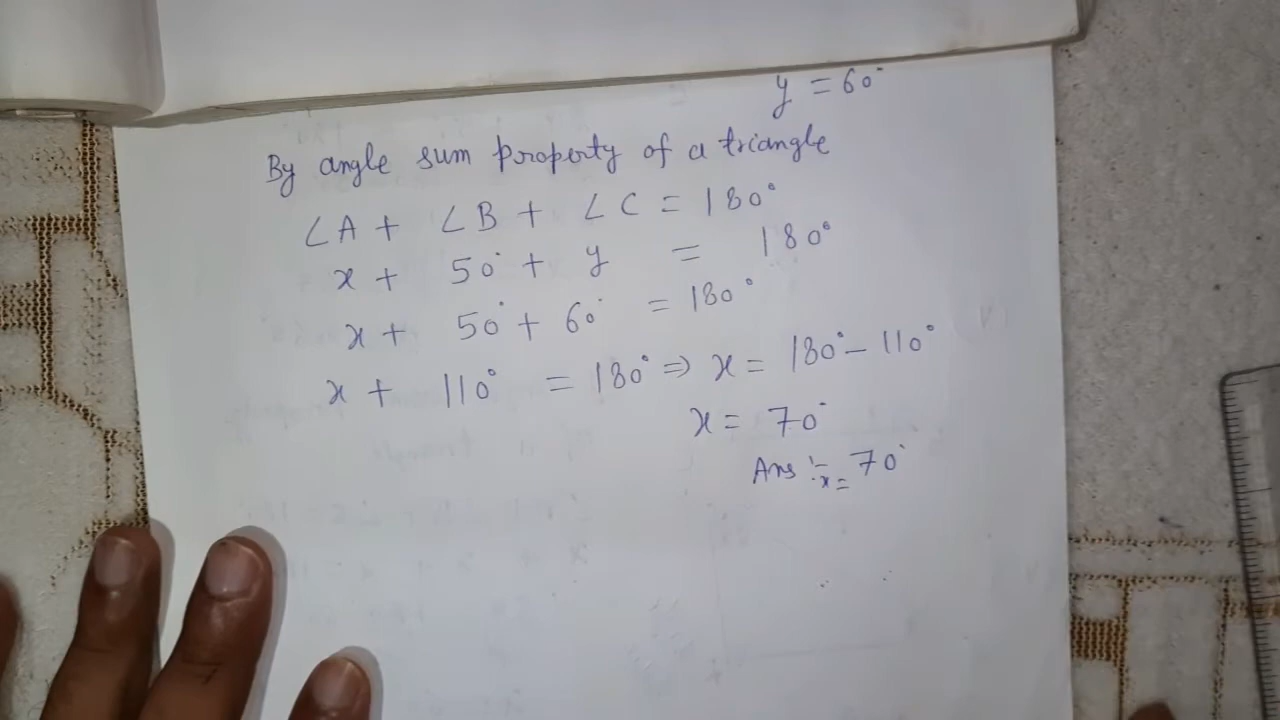 y = 60°
By angle sum property of a triangle
∠A + ∠B + ∠C = 180°
x + 50° + y = 180°
x + 50° + 60° = 180°
x + 110° = 180° ⇒ x = 180° – 110°
x = 70°
Ans :- x = 70°